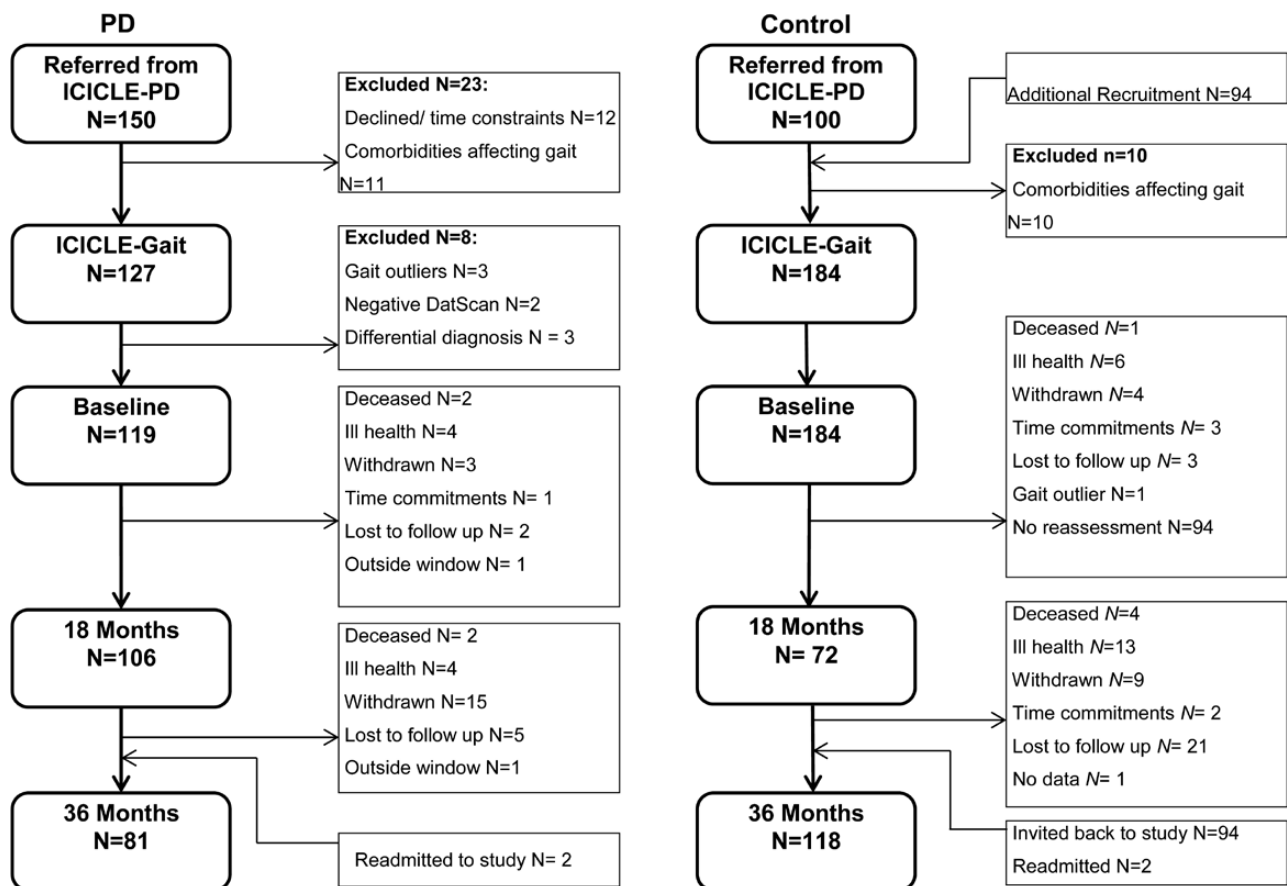 PD
Referred from
ICICLE-PD
N=150
Excluded N=23:
Declined/ time constraints N=12
Comorbidities affecting gait
N=11
ICICLE-Gait
N=127
Excluded N=8:
Gait outliers N=3
Negative DatScan N=2
Differential diagnosis N = 3
Baseline
N=119
Deceased N=2
Ill health N=4
Withdrawn N=3
Time commitments N= 1
Lost to follow up N= 2
Outside window N= 1
18 Months
N=106
Deceased N= 2
Ill health N=4
Withdrawn N=15
Lost to follow up N=5
Outside window N=1
36 Months
N=81
Readmitted to study N= 2
Control
Referred from
ICICLE-PD
N=100
Additional Recruitment N=94
Excluded n=10
Comorbidities affecting gait
N=10
ICICLE-Gait
N=184
Baseline
N=184
Deceased N=1
Ill health N=6
Withdrawn N=4
Time commitments N= 3
Lost to follow up N= 3
Gait outlier N=1
No reassessment N=94
18 Months
N= 72
Deceased N=4
Ill health N=13
Withdrawn N=9
Time commitments N= 2
Lost to follow up N= 21
No data N= 1
36 Months
N=118
Invited back to study N=94
Readmitted N=2